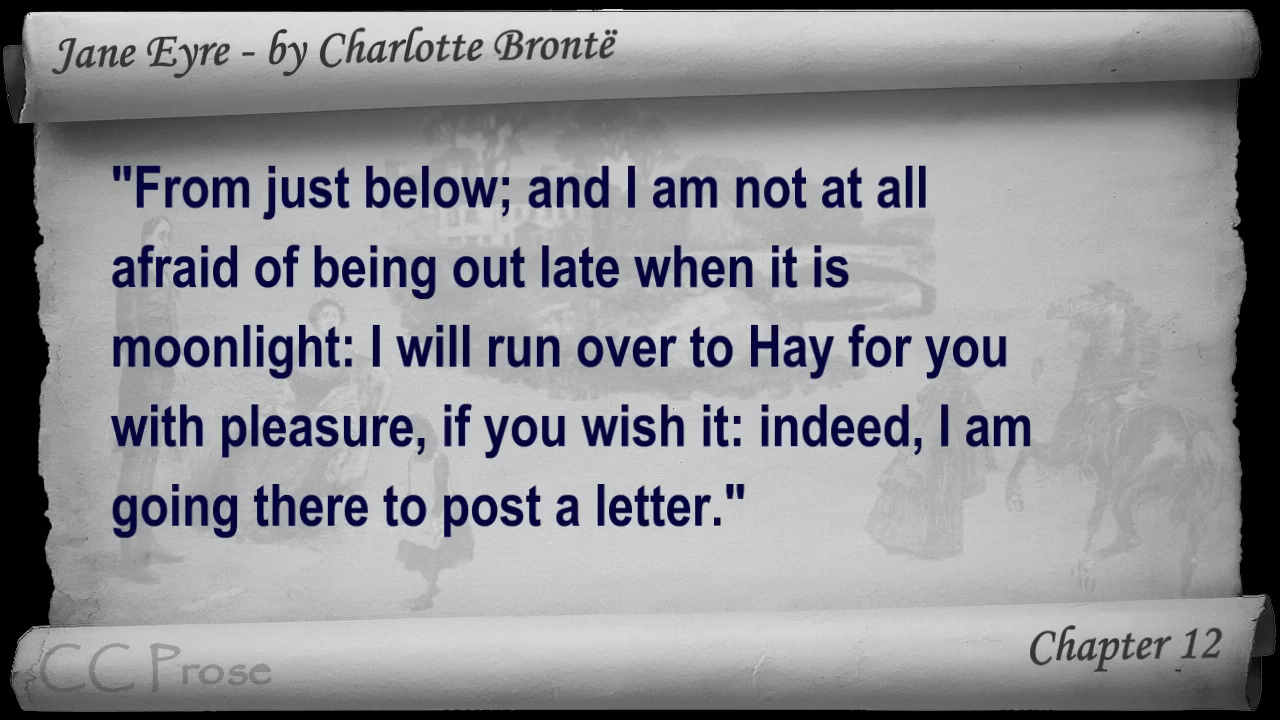 Jane Eyre - by Charlotte Brontë
"From just below; and I am not at all
afraid of being out late when it is
moonlight: I will run over to Hay for you
with pleasure, if you wish it: indeed, I am
going there to post a letter."
Chapter 12
CC Prose